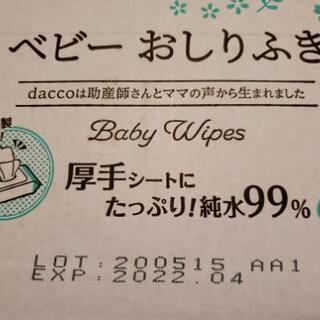 ベビー おしりふき
daccoは助産師さんとママの声から生まれました
製
Baby Wipes
厚手シートに
たっぷり!純水99%
LOT:200515 AA1
EXP:2022.04